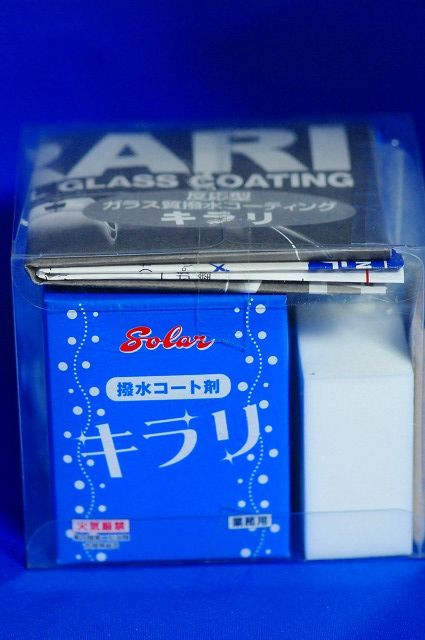 RARI
GLASS COATING
反応型
ガラス質撥水コーティング
キラリ
Solar
撥水コート剤
キラリ
火気厳禁
業務用